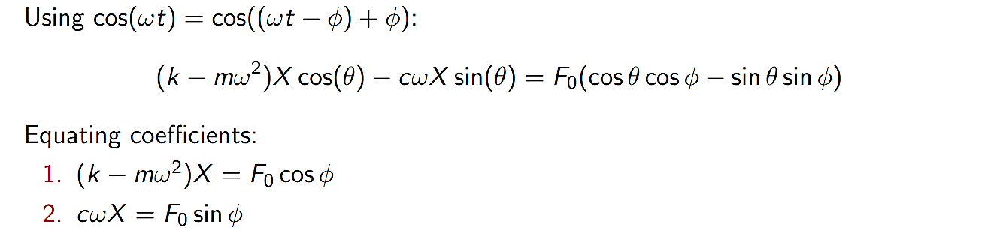 Using cos(ωt) = cos((ωt − ϕ) + ϕ):
(k − mω²)X cos(θ) − cωX sin(θ) = F₀(cos θ cos ϕ − sin θ sin ϕ)
Equating coefficients:
1. (k − mω²)X = F₀ cos ϕ
2. cωX = F₀ sin ϕ